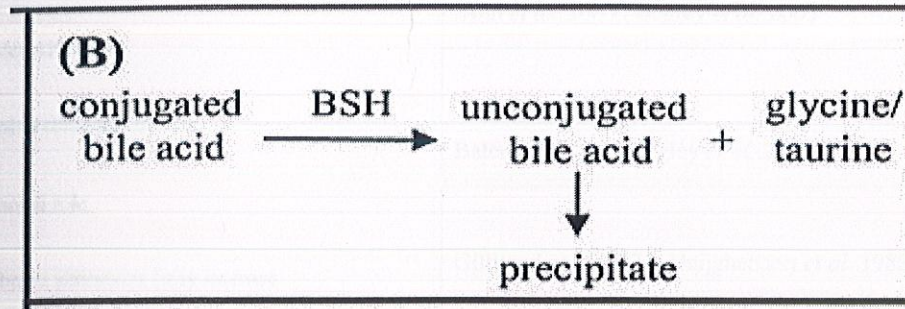 (B)
conjugated bile acid
BSH
unconjugated bile acid
+
glycine/ taurine
precipitate